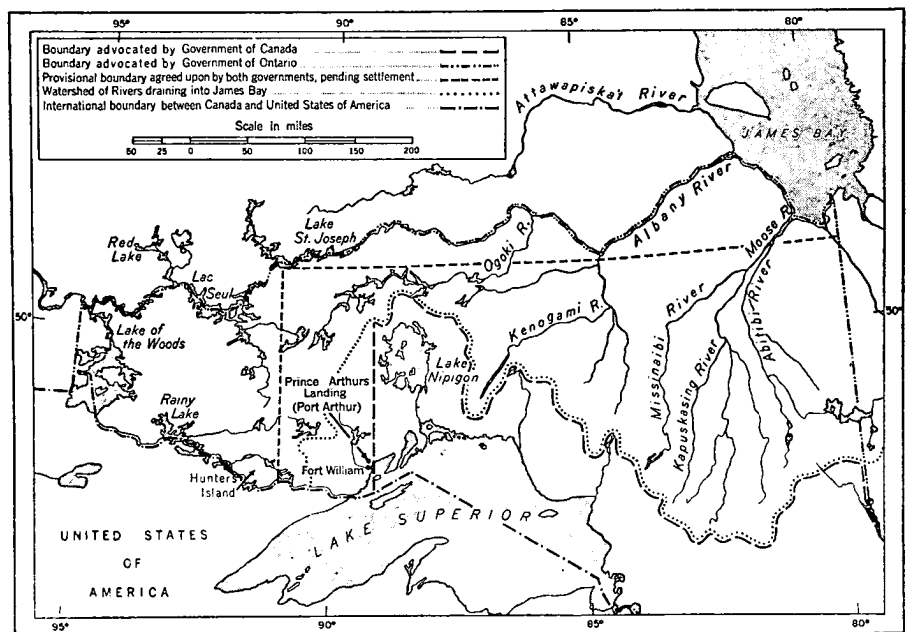 95°
90°
85°
80°
Boundary advocated by Government of Canada
Boundary advocated by Government of Ontario
Provisional boundary agreed upon by both governments, pending settlement
Watershed of Rivers draining into James Bay
International boundary between Canada and United States of America
Scale in miles
50 25 0 50 100 150 200
Attawapiskat River
JAMES BAY
Albany River
Moose R.
Lake
St. Joseph
Ogoki R.
Red
Lake
Lac
Seul
50°
50°
Lake of
the Woods
Kenogami R.
River
Missinaibi
Abitibi River
Kapuskasing River
Lake
Nipigon
Prince Arthurs
Landing
(Port Arthur)
Rainy
Lake
Fort William
Hunters
Island
LAKE SUPERIOR
UNITED STATES
OF
AMERICA
95°
90°
85°
80°